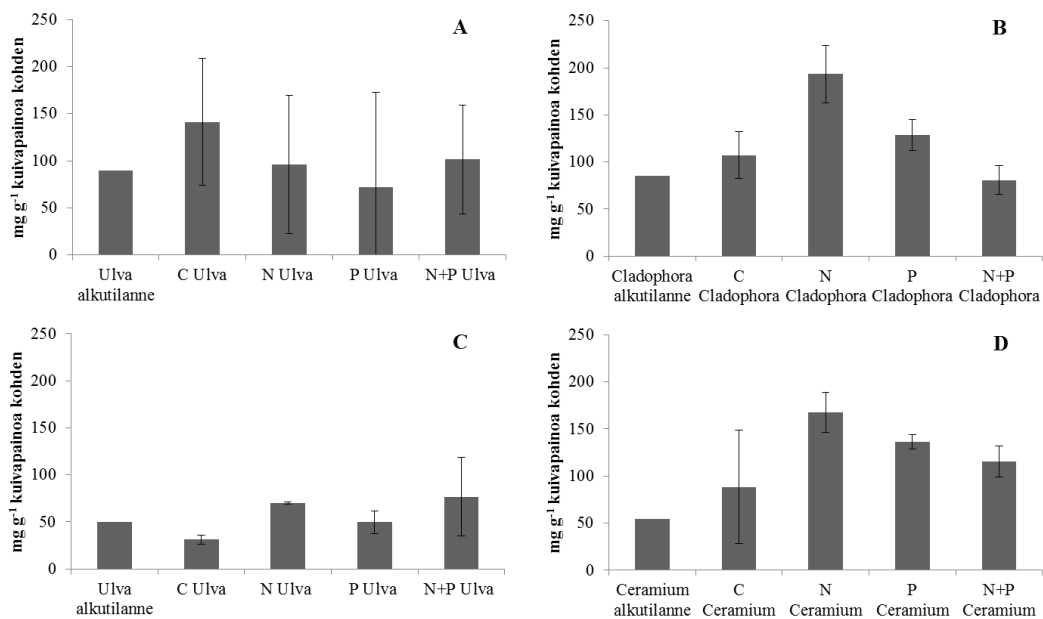 mg g⁻¹ kuivapainoa kohden
250
200
150
100
50
0
A
Ulva
alkutilanne
C Ulva
N Ulva
P Ulva
N+P Ulva
mg g⁻¹ kuivapainoa kohden
250
200
150
100
50
0
B
Cladophora
alkutilanne
C
Cladophora
N
Cladophora
P
Cladophora
N+P
Cladophora
mg g⁻¹ kuivapainoa kohden
250
200
150
100
50
0
C
Ulva
alkutilanne
C Ulva
N Ulva
P Ulva
N+P Ulva
mg g⁻¹ kuivapainoa kohden
250
200
150
100
50
0
D
Ceramium
alkutilanne
C
Ceramium
N
Ceramium
P
Ceramium
N+P
Ceramium